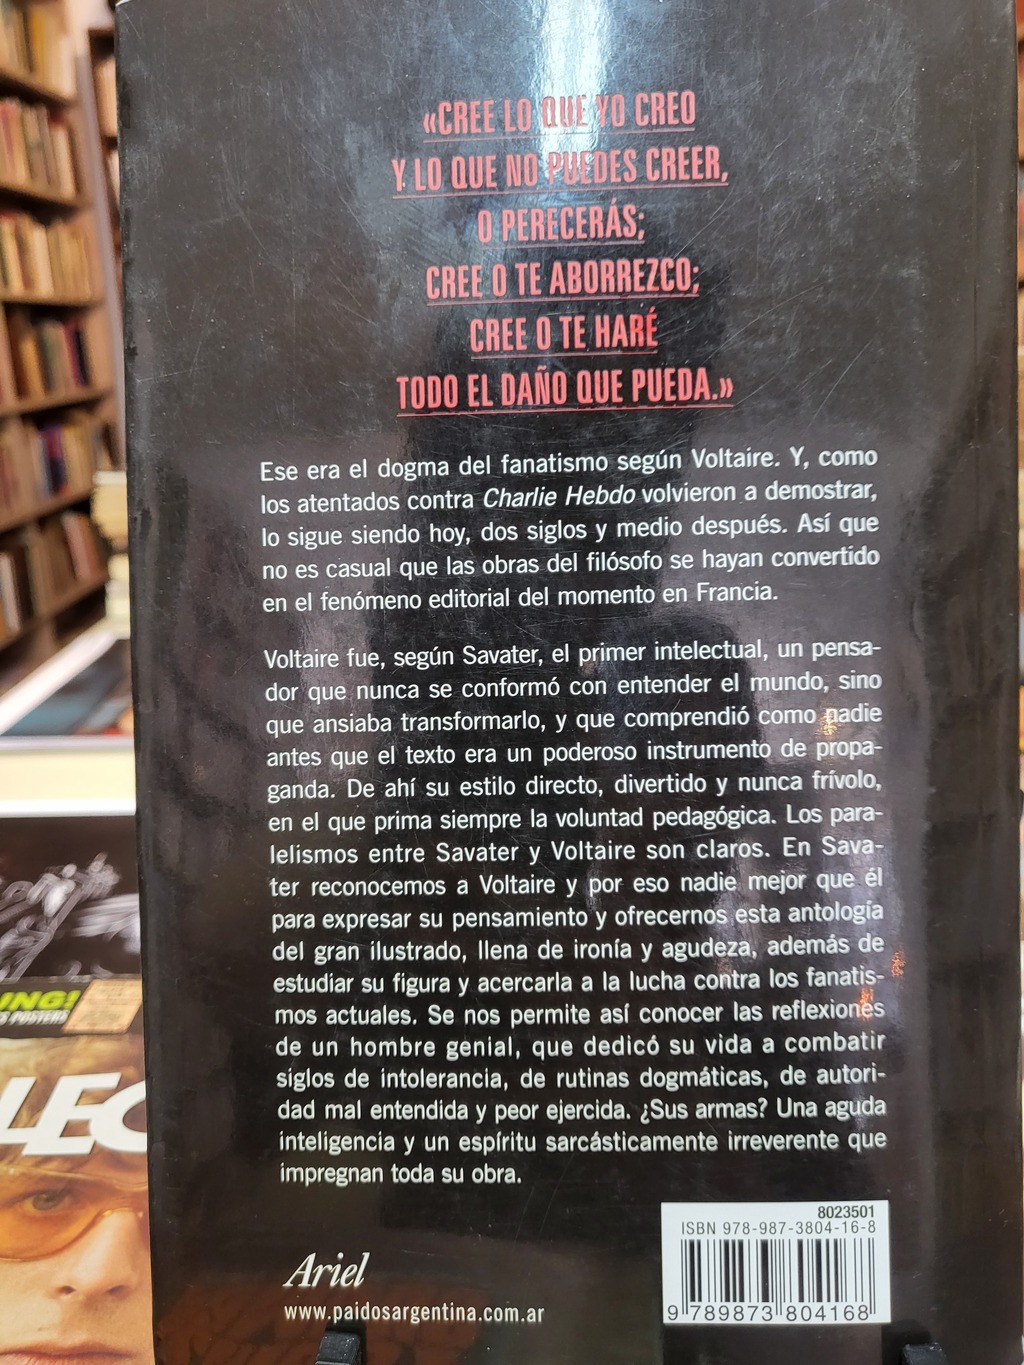 «CREE LO QUE YO CREO
Y LO QUE NO PUEDES CREER,
O PERECERÁS;
CREE O TE ABORREZCO;
CREE O TE HARÉ
TODO EL DAÑO QUE PUEDA.»
Ese era el dogma del fanatismo según Voltaire. Y, como
los atentados contra Charlie Hebdo volvieron a demostrar,
lo sigue siendo hoy, dos siglos y medio después. Así que
no es casual que las obras del filósofo se hayan convertido
en el fenómeno editorial del momento en Francia.
Voltaire fue, según Savater, el primer intelectual, un pensa-
dor que nunca se conformó con entender el mundo, sino
que ansiaba transformarlo, y que comprendió como nadie
antes que el texto era un poderoso instrumento de propa-
ganda. De ahí su estilo directo, divertido y nunca frívolo,
en el que prima siempre la voluntad pedagógica. Los para-
lelismos entre Savater y Voltaire son claros. En Sava-
ter reconocemos a Voltaire y por eso nadie mejor que él
para expresar su pensamiento y ofrecernos esta antología
del gran ilustrado, llena de ironía y agudeza, además de
estudiar su figura y acercarla a la lucha contra los fanatis-
mos actuales. Se nos permite así conocer las reflexiones
de un hombre genial, que dedicó su vida a combatir
siglos de intolerancia, de rutinas dogmáticas, de autori-
dad mal entendida y peor ejercida. ¿Sus armas? Una aguda
inteligencia y un espíritu sarcásticamente irreverente que
impregnan toda su obra.
8023501
ISBN 978-987-3804-16-8
9 789873 804168
Ariel
www.paidosargentina.com.ar
ING!
POSTERS
LEC